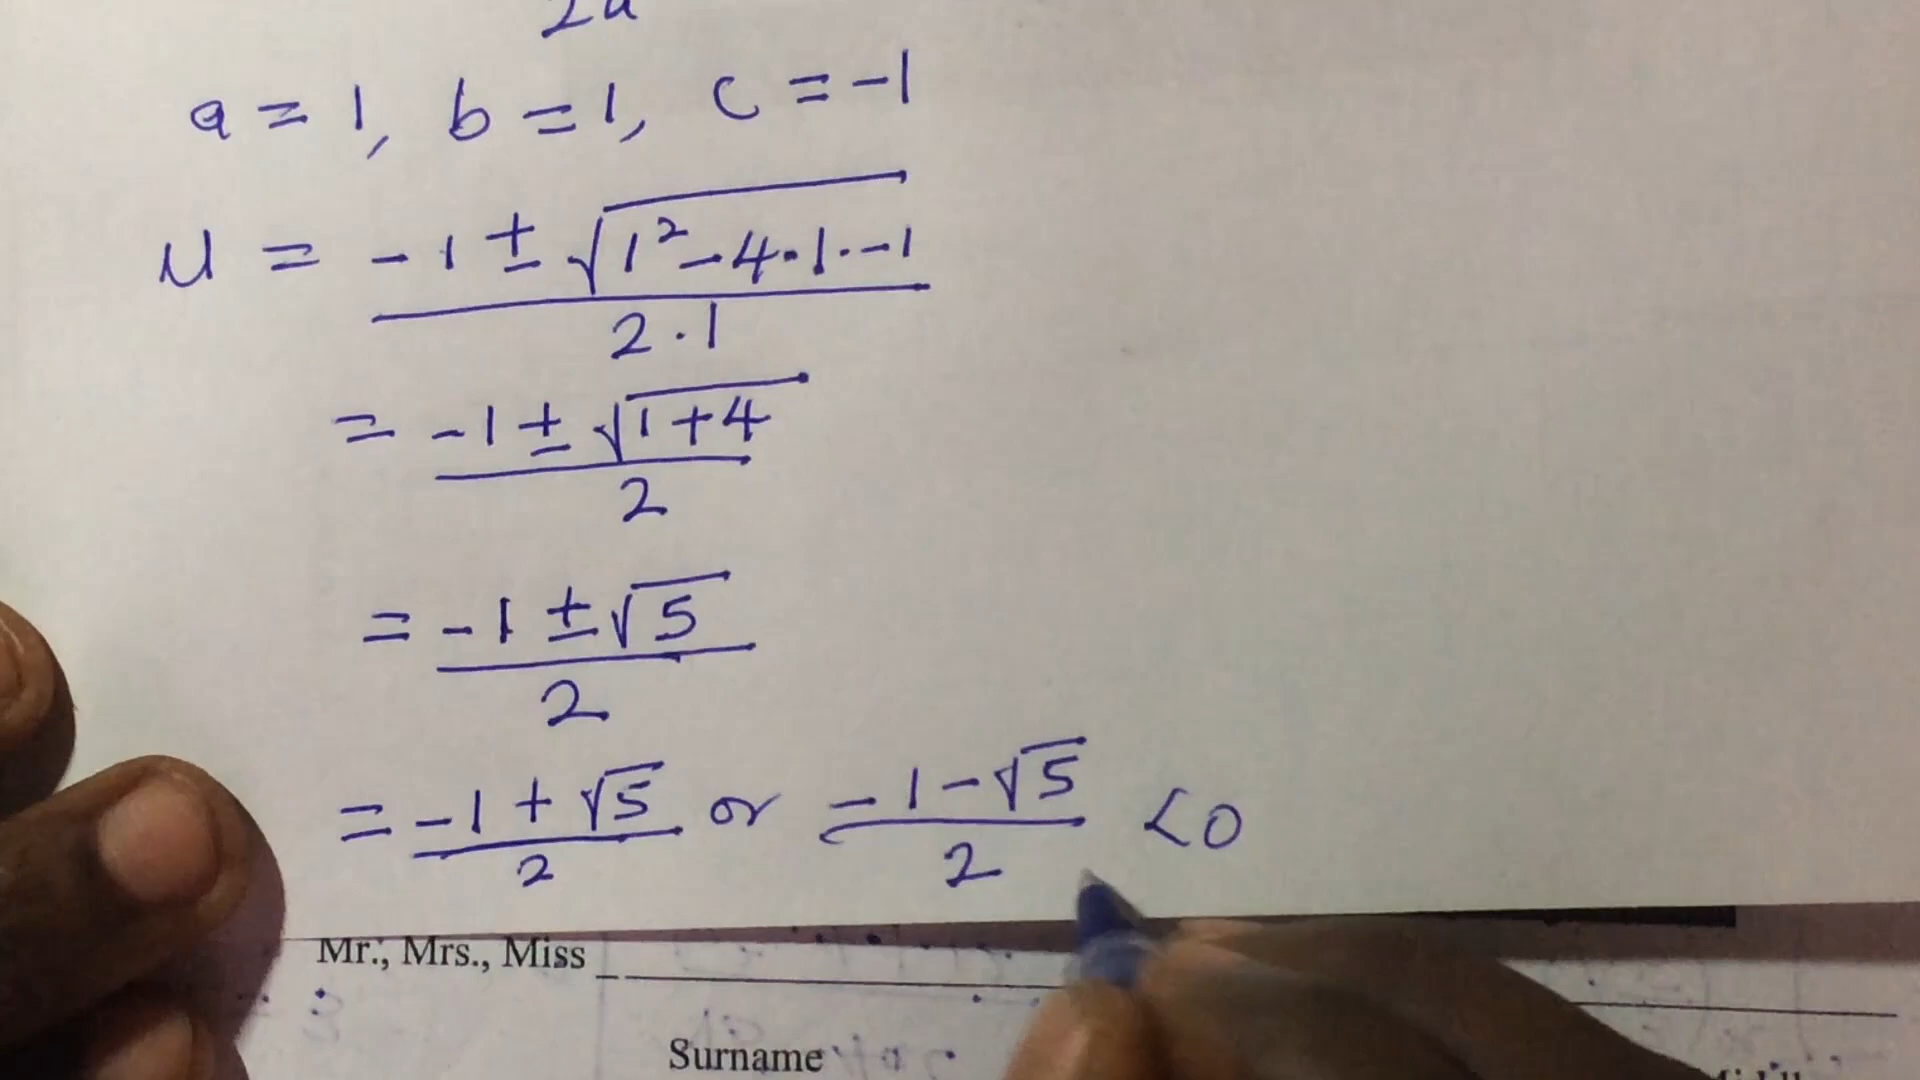 2a
a = 1, b = 1, c = -1
u = -1 ± √1² - 4·1·-1
2·1
= -1 ± √1+4
2
= -1 ± √5
2
= -1 + √5 or -1 - √5 < 0
2 2
Mr., Mrs., Miss
Surname